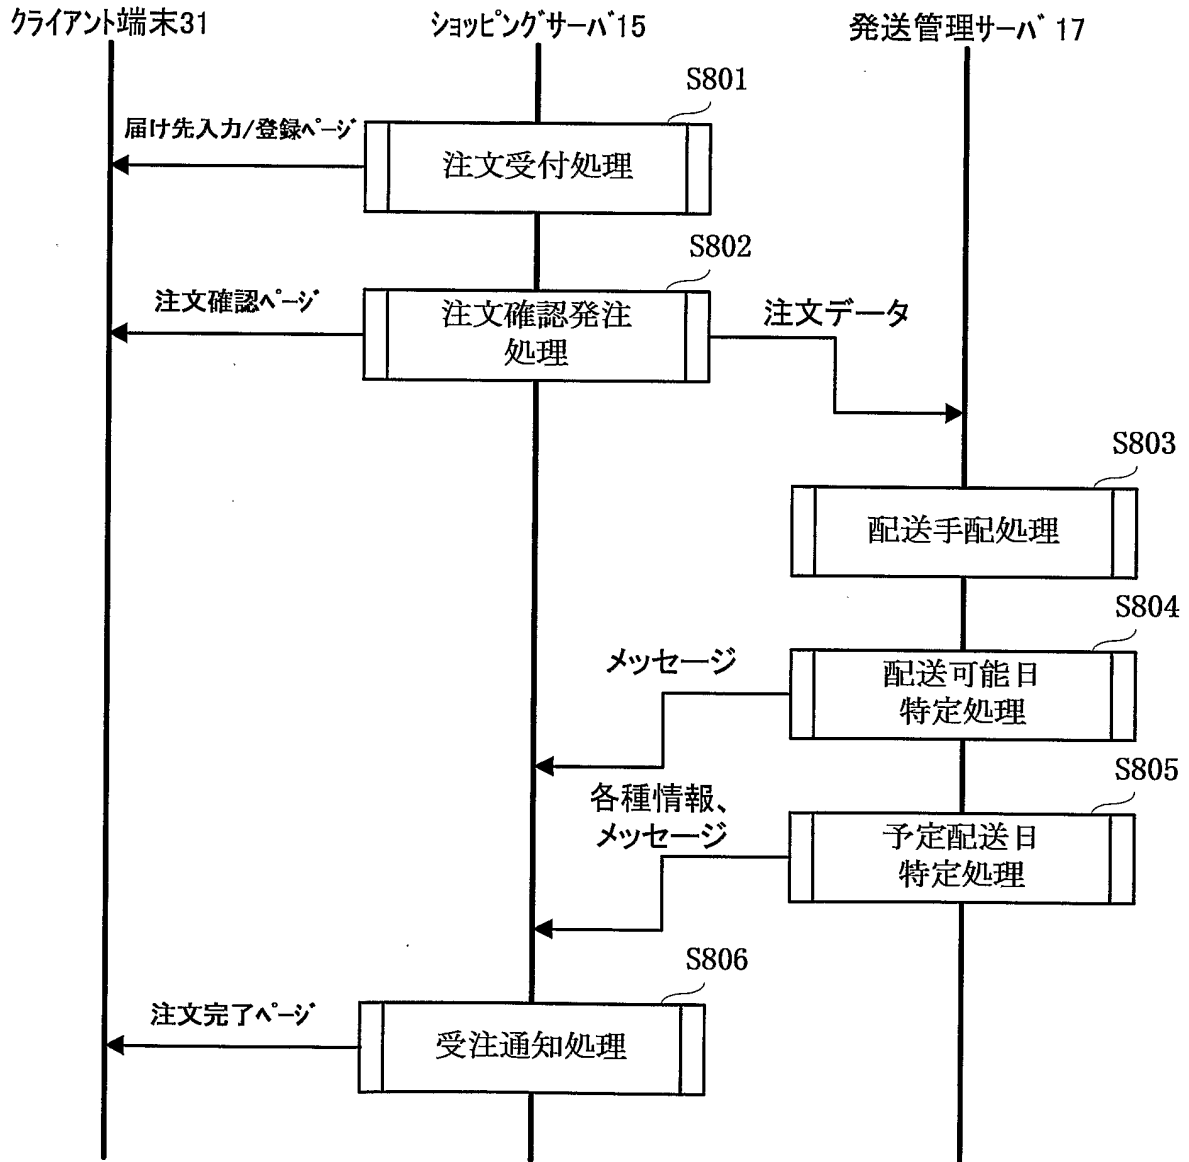 クライアント端末31
ショッピングサーバ15
発送管理サーバ17
S801
届け先入力/登録ページ
注文受付処理
S802
注文確認ページ
注文確認発注
処理
注文データ
S803
配送手配処理
S804
メッセージ
配送可能日
特定処理
S805
各種情報、
メッセージ
予定配送日
特定処理
S806
注文完了ページ
受注通知処理